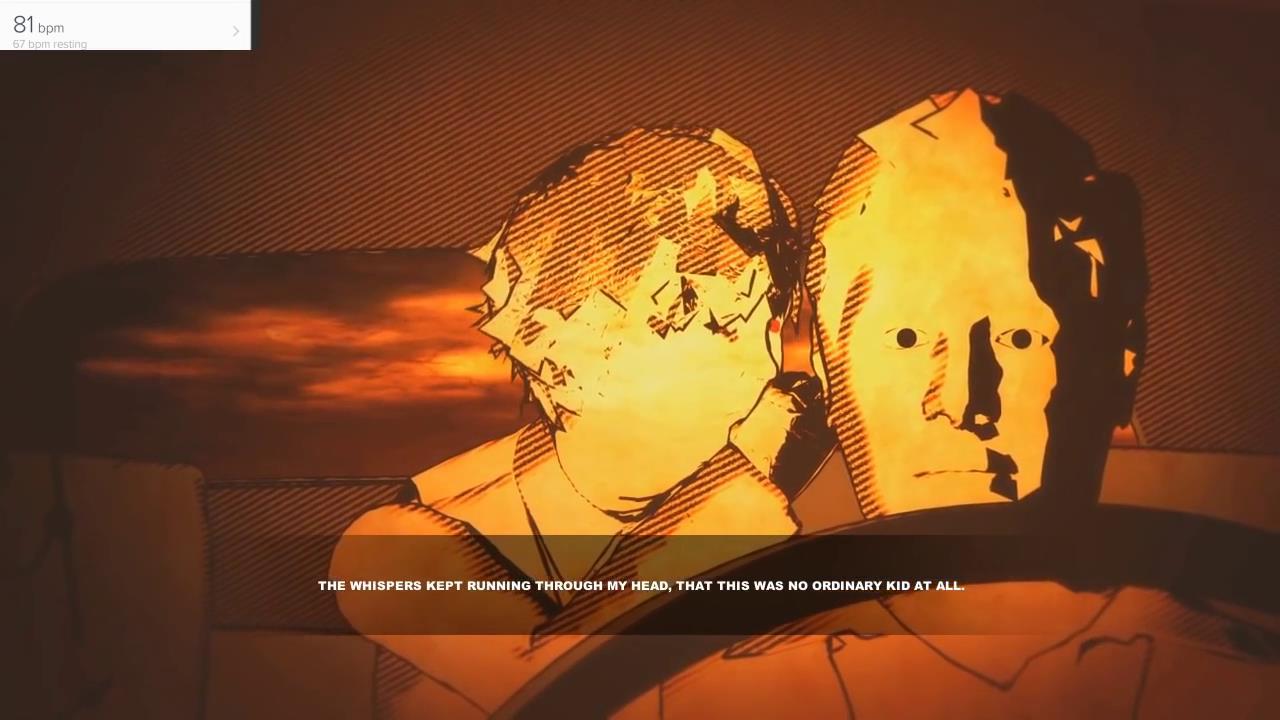 81 bpm
67 bpm resting
THE WHISPERS KEPT RUNNING THROUGH MY HEAD, THAT THIS WAS NO ORDINARY KID AT ALL.